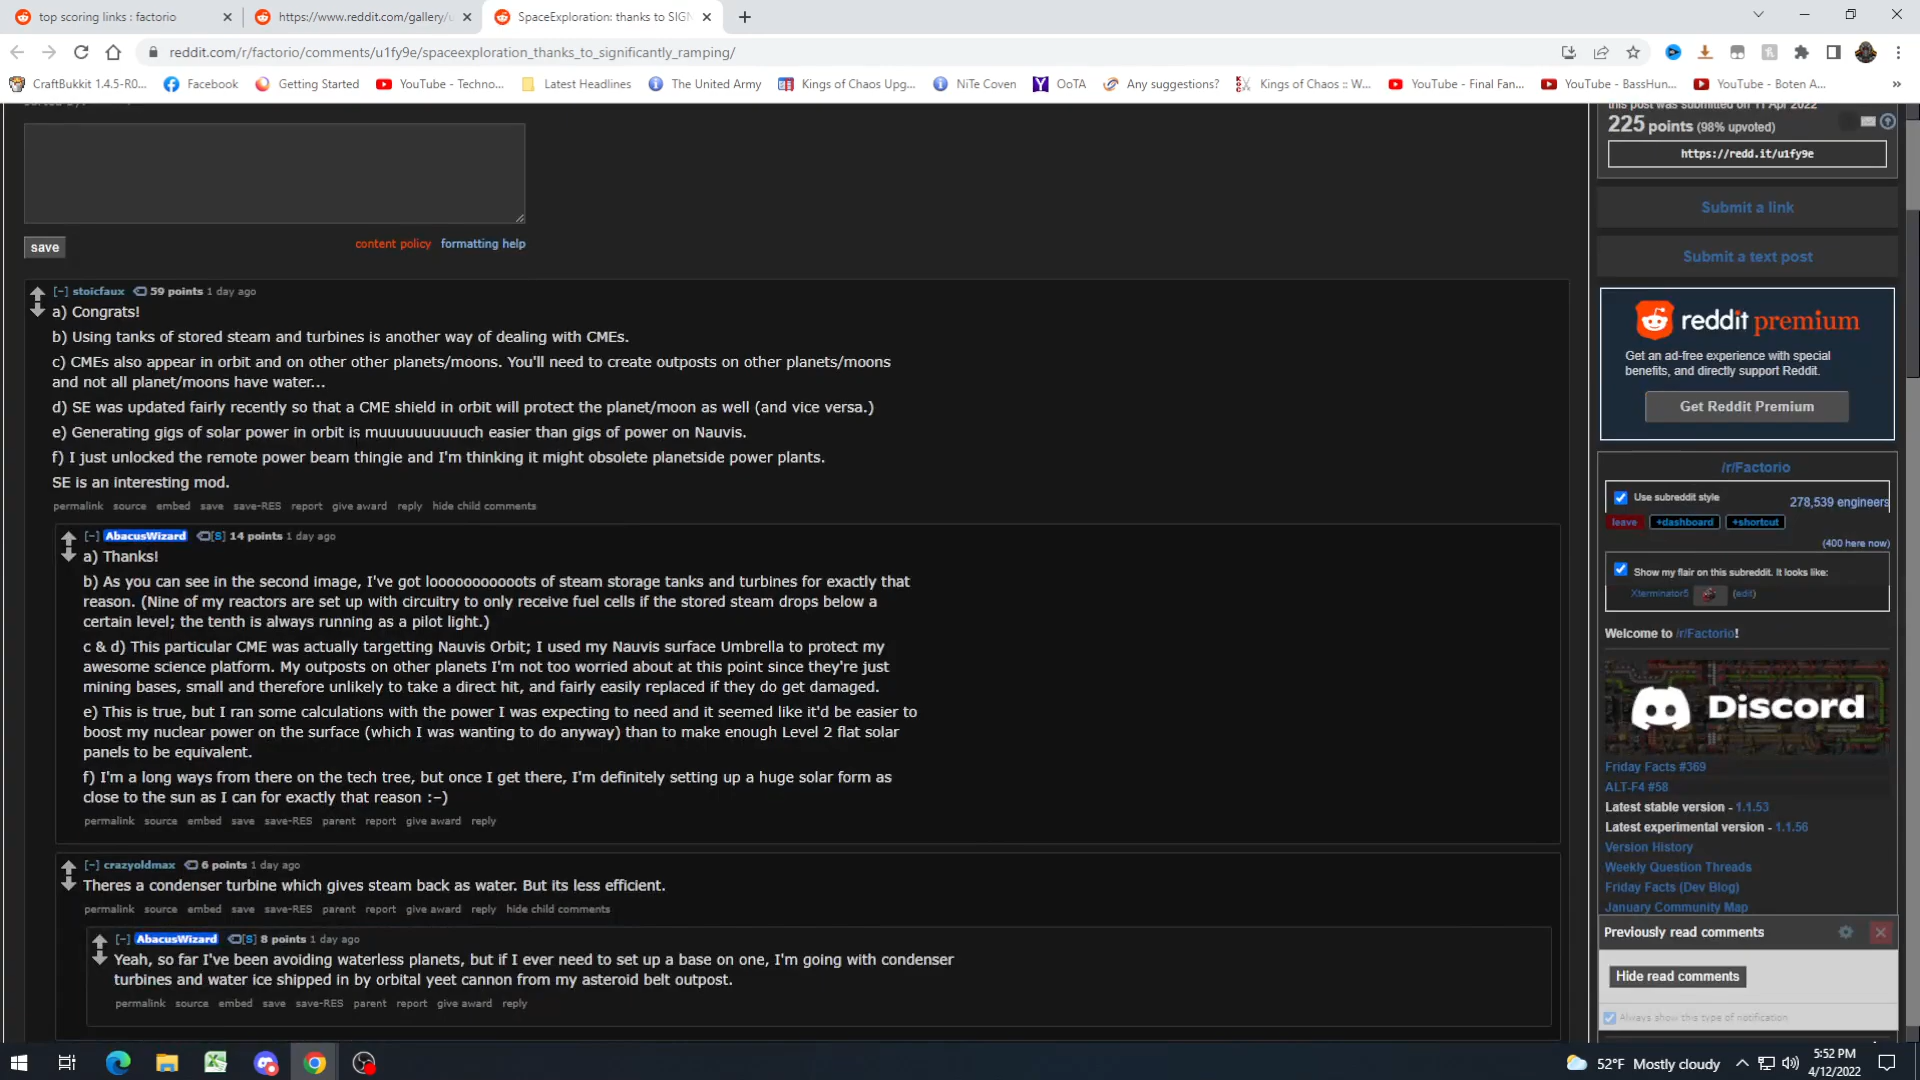 top scoring links : factorio
https://www.reddit.com/gallery/u
SpaceExploration: thanks to SIGN
reddit.com/r/factorio/comments/u1fy9e/spaceexploration_thanks_to_significantly_ramping/
CraftBukkit 1.4.5-R0...
Facebook
Getting Started
YouTube - Techno...
Latest Headlines
The United Army
Kings of Chaos Upg...
NiTe Coven
OoTA
Any suggestions?
Kings of Chaos :: W...
YouTube - Final Fan...
YouTube - BassHun...
YouTube - Boten A...
save
content policy
formatting help
[-] stoicfaux 59 points 1 day ago
a) Congrats!
b) Using tanks of stored steam and turbines is another way of dealing with CMEs.
c) CMEs also appear in orbit and on other other planets/moons. You'll need to create outposts on other planets/moons
and not all planet/moons have water...
d) SE was updated fairly recently so that a CME shield in orbit will protect the planet/moon as well (and vice versa.)
e) Generating gigs of solar power in orbit is muuuuuuuuuuch easier than gigs of power on Nauvis.
f) I just unlocked the remote power beam thingie and I'm thinking it might obsolete planetside power plants.
SE is an interesting mod.
permalink source embed save save-RES report give award reply hide child comments
[-] AbacusWizard [S] 14 points 1 day ago
a) Thanks!
b) As you can see in the second image, I've got looooooooooots of steam storage tanks and turbines for exactly that
reason. (Nine of my reactors are set up with circuitry to only receive fuel cells if the stored steam drops below a
certain level; the tenth is always running as a pilot light.)
c & d) This particular CME was actually targetting Nauvis Orbit; I used my Nauvis surface Umbrella to protect my
awesome science platform. My outposts on other planets I'm not too worried about at this point since they're just
mining bases, small and therefore unlikely to take a direct hit, and fairly easily replaced if they do get damaged.
e) This is true, but I ran some calculations with the power I was expecting to need and it seemed like it'd be easier to
boost my nuclear power on the surface (which I was wanting to do anyway) than to make enough Level 2 flat solar
panels to be equivalent.
f) I'm a long ways from there on the tech tree, but once I get there, I'm definitely setting up a huge solar form as
close to the sun as I can for exactly that reason :-)
permalink source embed save save-RES parent report give award reply
[-] crazyoldmax 6 points 1 day ago
Theres a condenser turbine which gives steam back as water. But its less efficient.
permalink source embed save save-RES parent report give award reply hide child comments
[-] AbacusWizard [S] 8 points 1 day ago
Yeah, so far I've been avoiding waterless planets, but if I ever need to set up a base on one, I'm going with condenser
turbines and water ice shipped in by orbital yeet cannon from my asteroid belt outpost.
permalink source embed save save-RES parent report give award reply
this post was submitted on 11 Apr 2022
225 points (98% upvoted)
https://redd.it/u1fy9e
Submit a link
Submit a text post
reddit premium
Get an ad-free experience with special
benefits, and directly support Reddit.
Get Reddit Premium
/r/Factorio
Use subreddit style
278,539 engineers
leave +dashboard +shortcut
(400 here now)
Show my flair on this subreddit. It looks like:
Xterminator5 (edit)
Welcome to /r/Factorio!
Discord
Friday Facts #369
ALT-F4 #58
Latest stable version - 1.1.53
Latest experimental version - 1.1.56
Version History
Weekly Question Threads
Friday Facts (Dev Blog)
January Community Map
Previously read comments
Hide read comments
Always show this type of notification
52°F Mostly cloudy
5:52 PM
4/12/2022